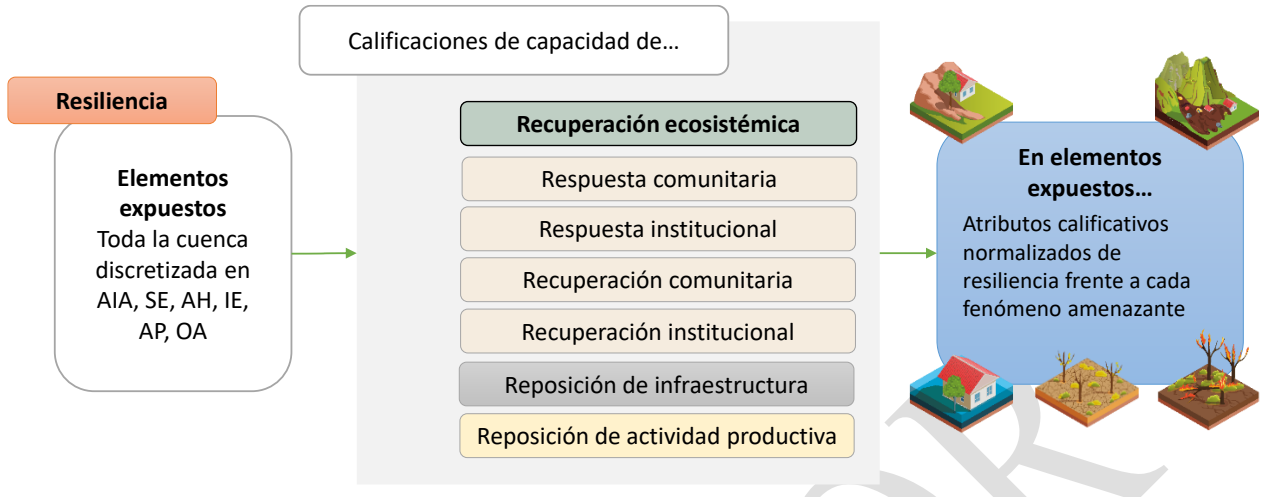 Calificaciones de capacidad de…
Resiliencia
Elementos
expuestos
Toda la cuenca
discretizada en
AIA, SE, AH, IE,
AP, OA
Recuperación ecosistémica
Respuesta comunitaria
Respuesta institucional
Recuperación comunitaria
Recuperación institucional
Reposición de infraestructura
Reposición de actividad productiva
En elementos
expuestos…
Atributos calificativos
normalizados de
resiliencia frente a cada
fenómeno amenazante